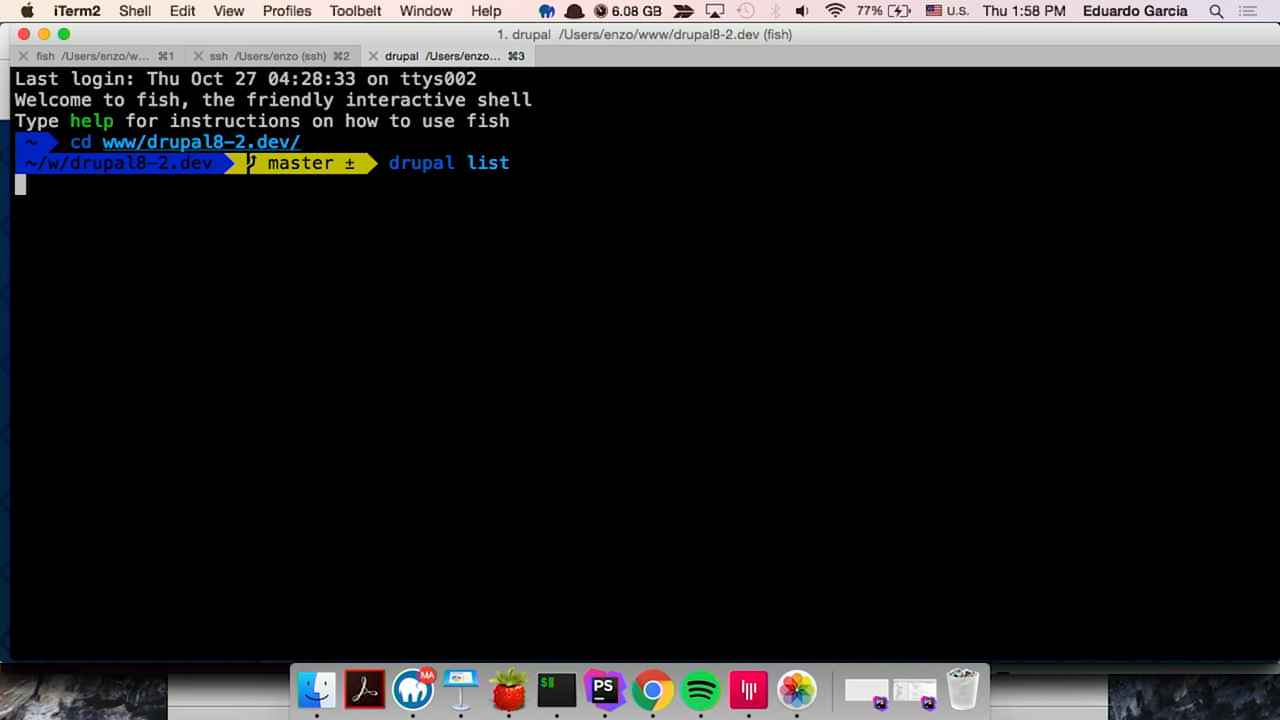 iTerm2 Shell Edit View Profiles Toolbelt Window Help 6.08 GB 77% U.S. Thu 1:58 PM Eduardo Garcia
1. drupal /Users/enzo/www/drupal8-2.dev (fish)
fish /Users/enzo/w... ⌘1 ssh /Users/enzo (ssh) ⌘2 drupal /Users/enzo... ⌘3
Last login: Thu Oct 27 04:28:33 on ttys002
Welcome to fish, the friendly interactive shell
Type help for instructions on how to use fish
~ cd www/drupal8-2.dev/
~/w/drupal8-2.dev master ± drupal list
MA
$
PS